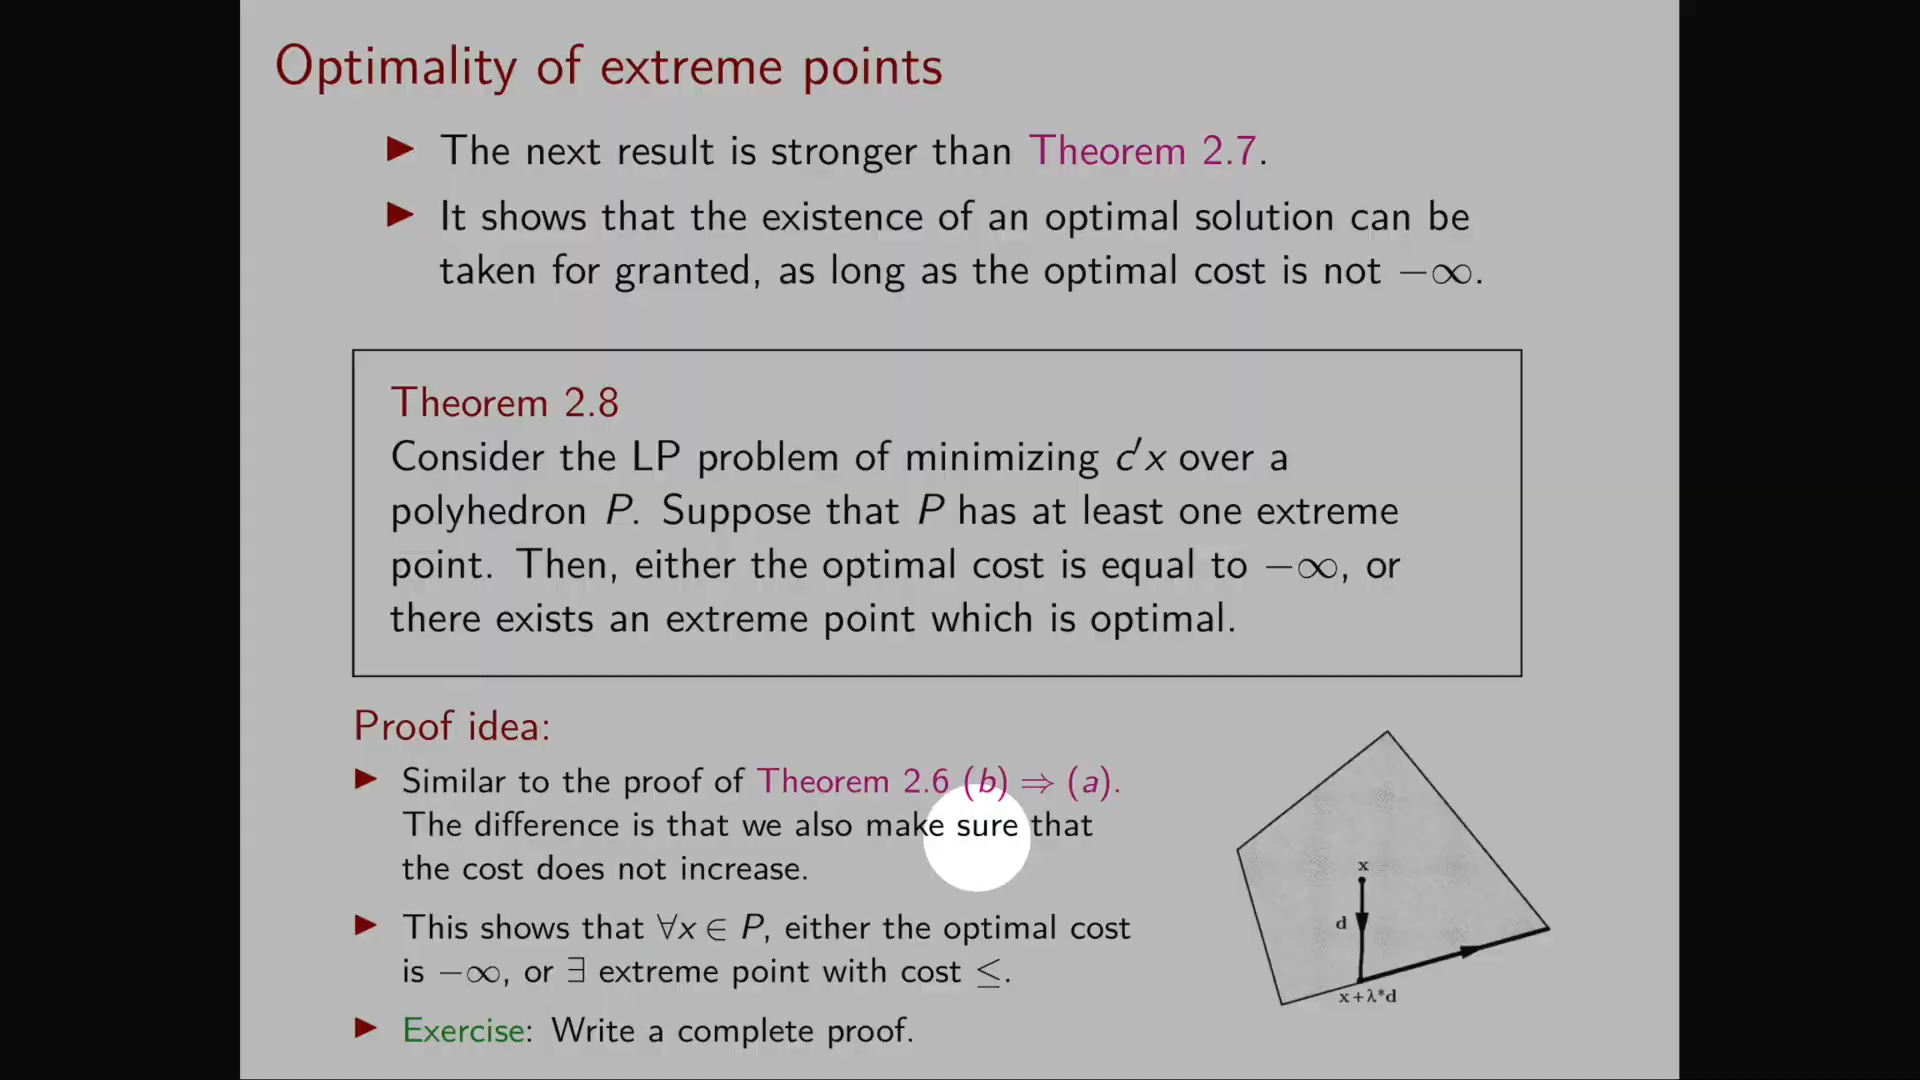 Optimality of extreme points
▶ The next result is stronger than Theorem 2.7.
▶ It shows that the existence of an optimal solution can be
taken for granted, as long as the optimal cost is not −∞.
Theorem 2.8
Consider the LP problem of minimizing c′x over a
polyhedron P. Suppose that P has at least one extreme
point. Then, either the optimal cost is equal to −∞, or
there exists an extreme point which is optimal.
Proof idea:
▶ Similar to the proof of Theorem 2.6 (b) ⇒ (a).
The difference is that we also make sure that
the cost does not increase.
▶ This shows that ∀x ∈ P, either the optimal cost
is −∞, or ∃ extreme point with cost ≤.
▶ Exercise: Write a complete proof.
x
d
x+λ*d